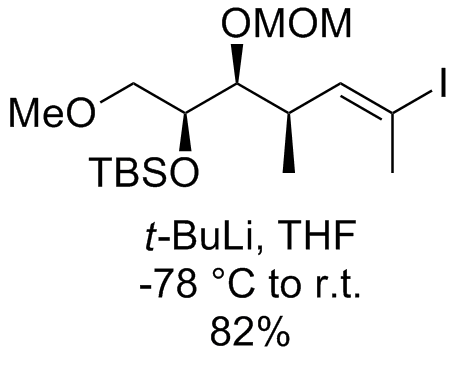 OMOM
I
MeO
TBSO
t-BuLi, THF
-78 °C to r.t.
82%